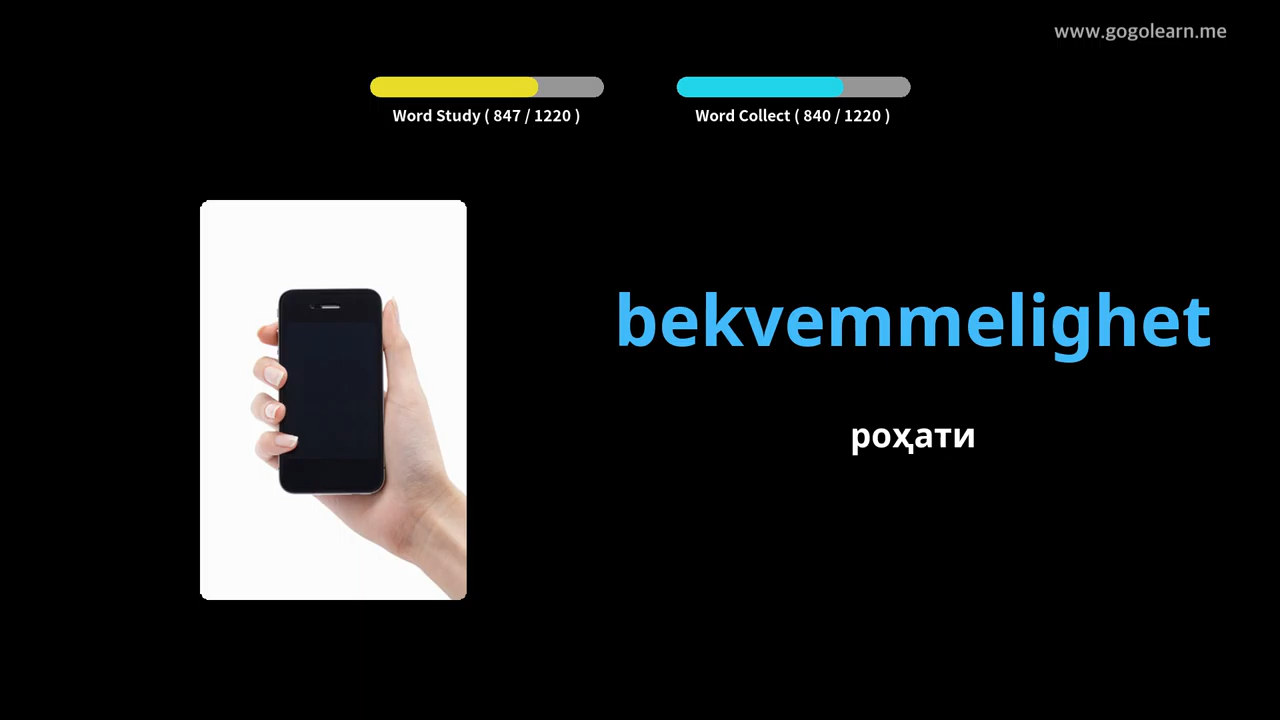 www.gogolearn.me
Word Study ( 847 / 1220 )
Word Collect ( 840 / 1220 )
bekvemmelighet
роҳати